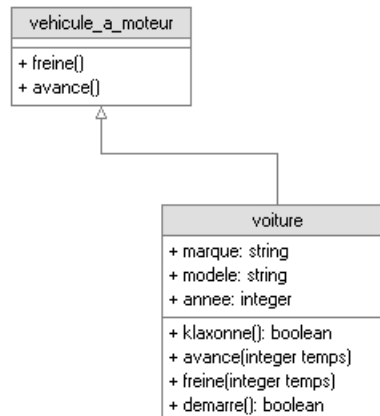 vehicule_a_moteur
+ freine()
+ avance()
voiture
+ marque: string
+ modele: string
+ annee: integer
+ klaxonne(): boolean
+ avance(integer temps)
+ freine(integer temps)
+ demarre(): boolean